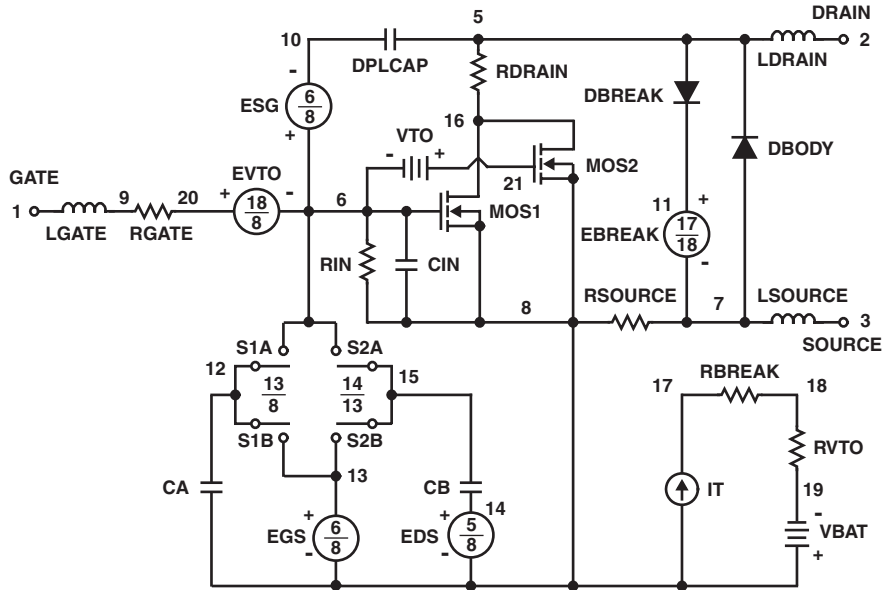 5
DRAIN
10
2
DPLCAP
LDRAIN
RDRAIN
-
DBREAK
ESG
6
8
+
16
VTO
DBODY
-
+
MOS2
GATE
EVTO
21
9
20
+
-
6
11
+
1
18
8
MOS1
EBREAK
17
18
LGATE
RGATE
-
RIN
CIN
8
RSOURCE
7
LSOURCE
3
SOURCE
S1A
S2A
12
15
RBREAK
13
8
14
13
17
18
S1B
S2B
RVTO
13
CA
CB
IT
19
14
+
+
-
EGS
6
8
EDS
5
8
VBAT
-
-
+